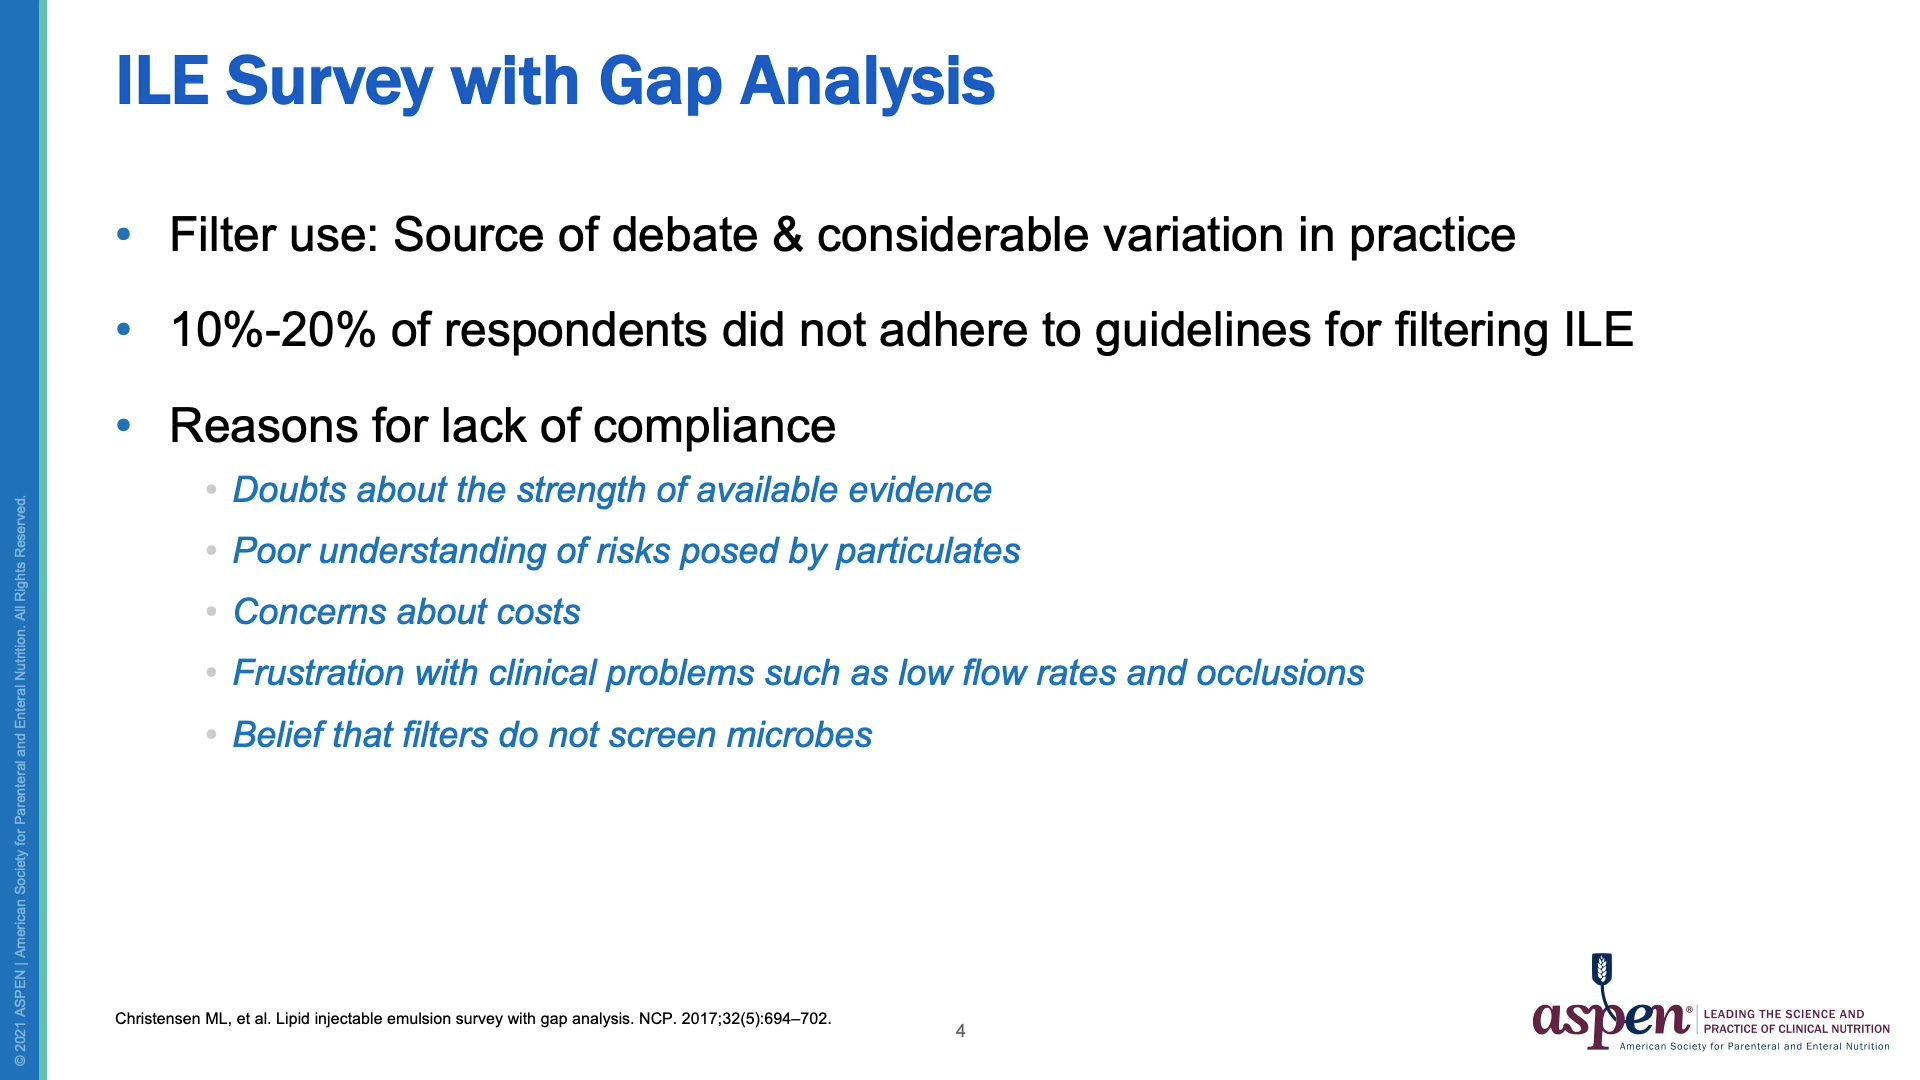 ILE Survey with Gap Analysis
• Filter use: Source of debate & considerable variation in practice
• 10%-20% of respondents did not adhere to guidelines for filtering ILE
• Reasons for lack of compliance
• Doubts about the strength of available evidence
• Poor understanding of risks posed by particulates
• Concerns about costs
• Frustration with clinical problems such as low flow rates and occlusions
• Belief that filters do not screen microbes
© 2021 ASPEN | American Society for Parenteral and Enteral Nutrition. All Rights Reserved.
Christensen ML, et al. Lipid injectable emulsion survey with gap analysis. NCP. 2017;32(5):694–702.
4
aspen®
LEADING THE SCIENCE AND
PRACTICE OF CLINICAL NUTRITION
American Society for Parenteral and Enteral Nutrition